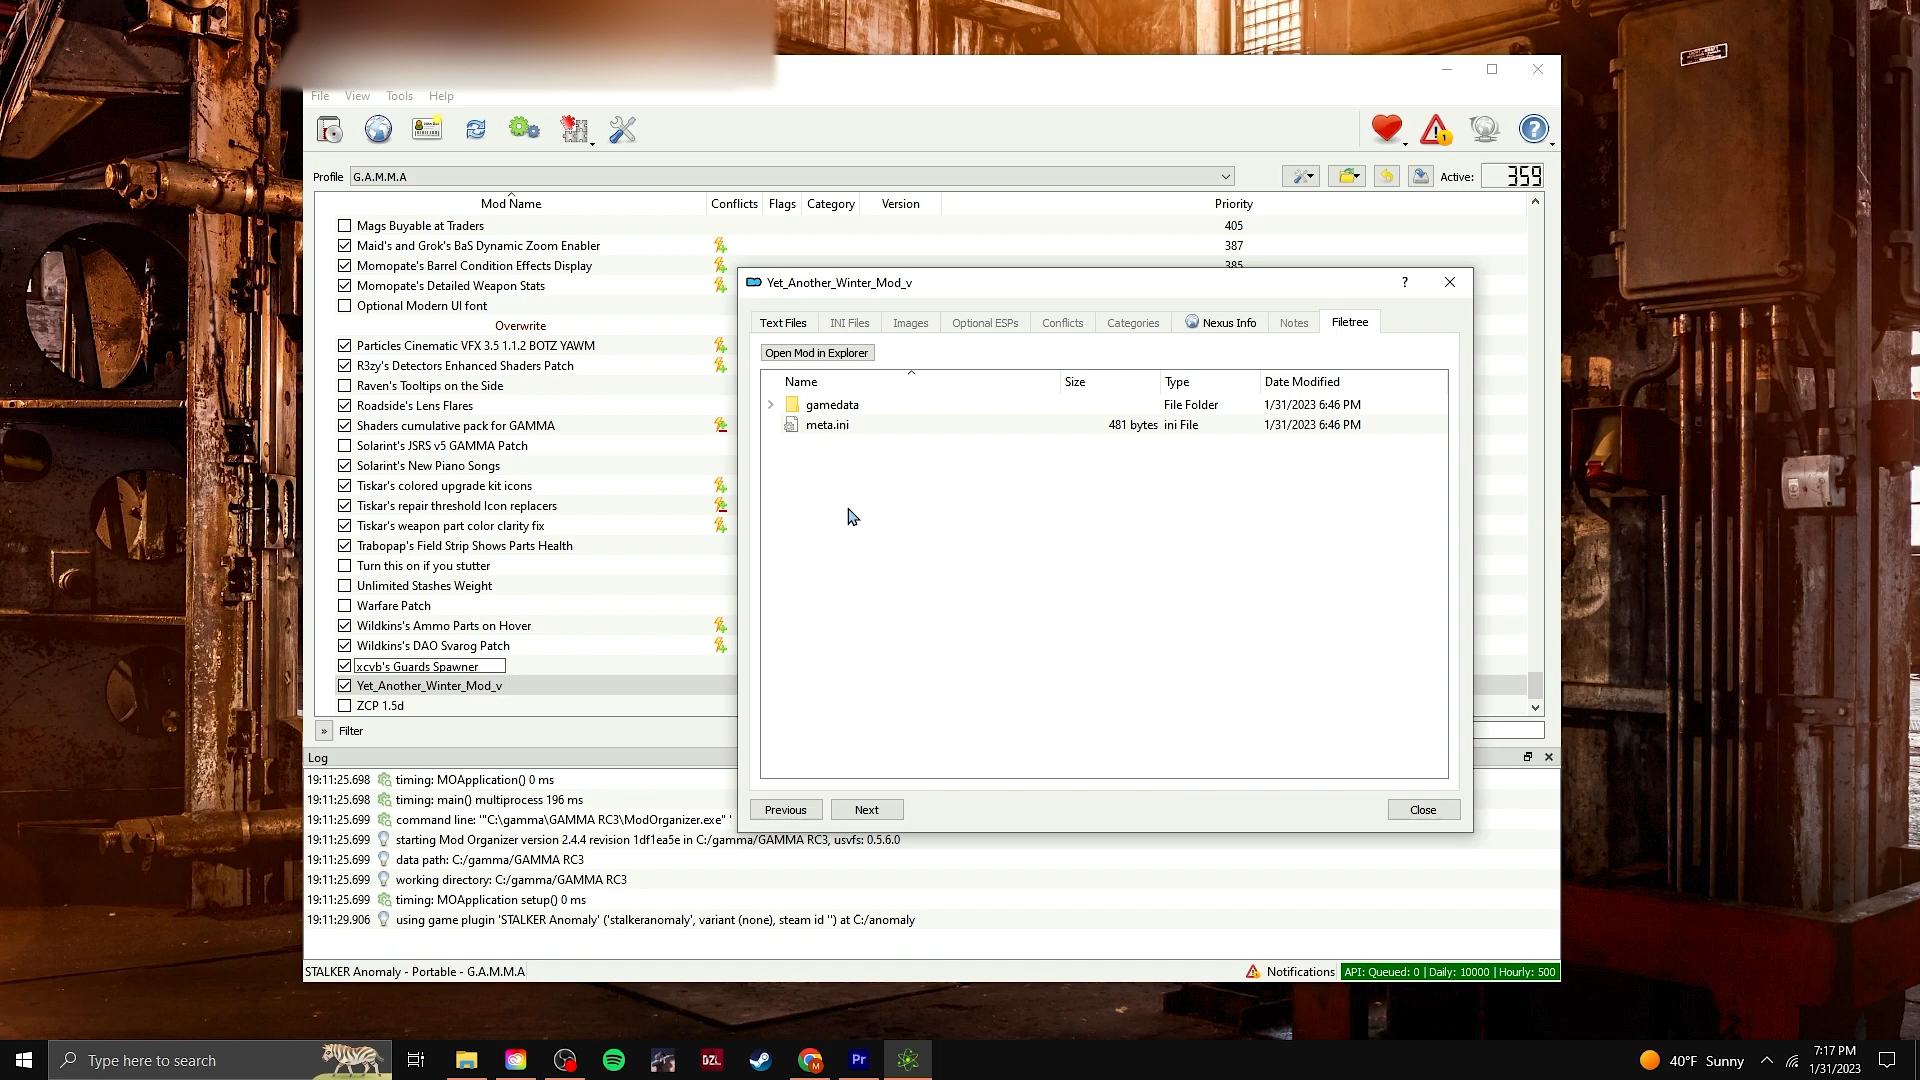 File View Tools Help
Profile G.A.M.M.A Active: 359
Mod Name Conflicts Flags Category Version Priority
Mags Buyable at Traders 405
Maid's and Grok's BaS Dynamic Zoom Enabler 387
Momopate's Barrel Condition Effects Display 385
Momopate's Detailed Weapon Stats
Optional Modern UI font
Overwrite
Particles Cinematic VFX 3.5 1.1.2 BOTZ YAWM
R3zy's Detectors Enhanced Shaders Patch
Raven's Tooltips on the Side
Roadside's Lens Flares
Shaders cumulative pack for GAMMA
Solarint's JSRS v5 GAMMA Patch
Solarint's New Piano Songs
Tiskar's colored upgrade kit icons
Tiskar's repair threshold Icon replacers
Tiskar's weapon part color clarity fix
Trabopap's Field Strip Shows Parts Health
Turn this on if you stutter
Unlimited Stashes Weight
Warfare Patch
Wildkins's Ammo Parts on Hover
Wildkins's DAO Svarog Patch
xcvb's Guards Spawner
Yet_Another_Winter_Mod_v
ZCP 1.5d
» Filter
Yet_Another_Winter_Mod_v ?
Text Files INI Files Images Optional ESPs Conflicts Categories Nexus Info Notes Filetree
Open Mod in Explorer
Name Size Type Date Modified
gamedata File Folder 1/31/2023 6:46 PM
meta.ini 481 bytes ini File 1/31/2023 6:46 PM
Previous Next Close
Log
19:11:25.698 timing: MOApplication() 0 ms
19:11:25.698 timing: main() multiprocess 196 ms
19:11:25.699 command line: '"C:\gamma\GAMMA RC3\ModOrganizer.exe" '
19:11:25.699 starting Mod Organizer version 2.4.4 revision 1df1ea5e in C:/gamma/GAMMA RC3, usvfs: 0.5.6.0
19:11:25.699 data path: C:/gamma/GAMMA RC3
19:11:25.699 working directory: C:/gamma/GAMMA RC3
19:11:25.699 timing: MOApplication setup() 0 ms
19:11:29.906 using game plugin 'STALKER Anomaly' ('stalkeranomaly', variant (none), steam id '') at C:/anomaly
STALKER Anomaly - Portable - G.A.M.M.A Notifications API: Queued: 0 | Daily: 10000 | Hourly: 500
Type here to search DZL M Pr 40°F Sunny 7:17 PM
1/31/2023